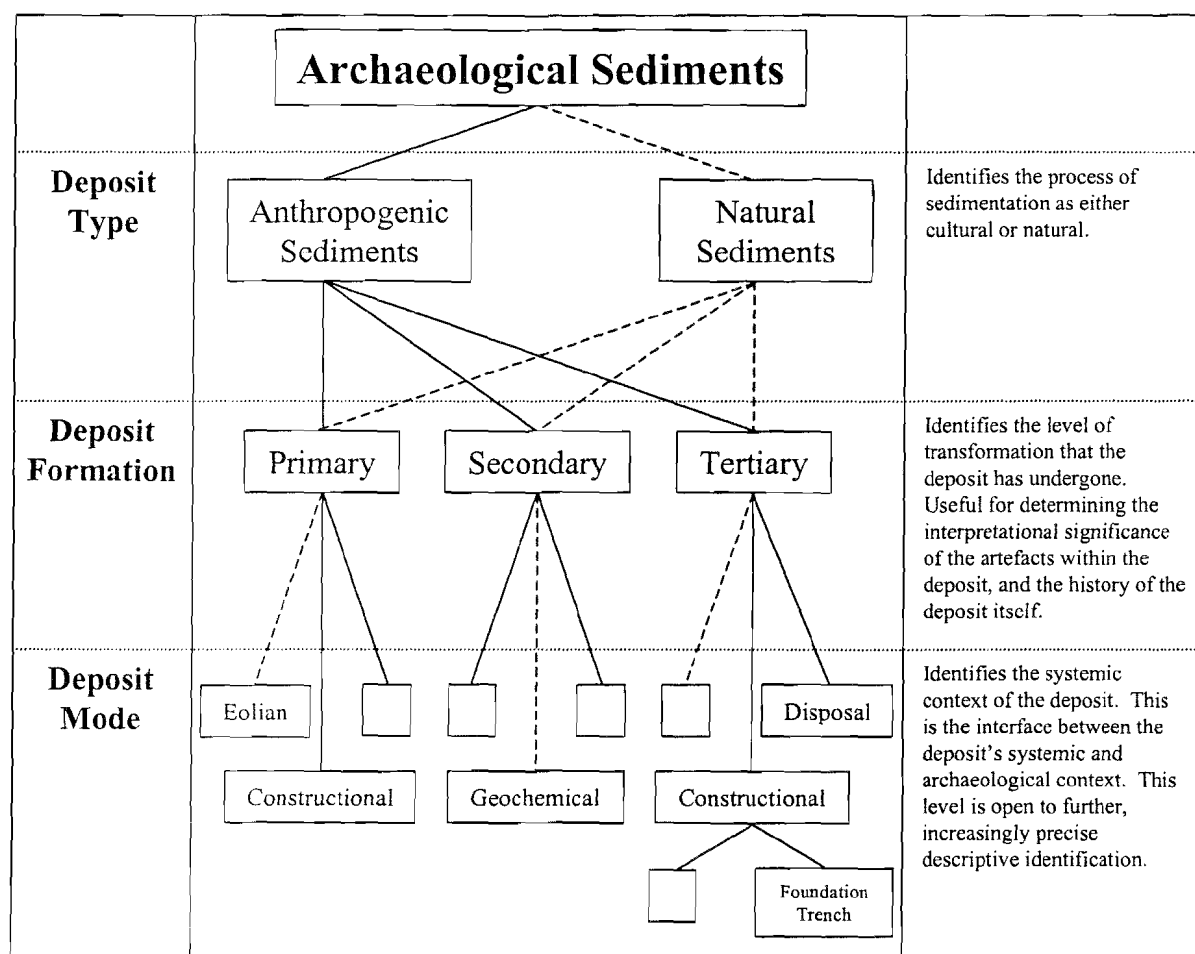 Archaeological Sediments
Deposit
Type
Anthropogenic
Sediments
Natural
Sediments
Identifies the process of
sedimentation as either
cultural or natural.
Deposit
Formation
Primary
Secondary
Tertiary
Identifies the level of
transformation that the
deposit has undergone.
Useful for determining the
interpretational significance
of the artefacts within the
deposit, and the history of the
deposit itself.
Deposit
Mode
Eolian
Disposal
Constructional
Geochemical
Constructional
Foundation
Trench
Identifies the systemic
context of the deposit. This
is the interface between the
deposit's systemic and
archaeological context. This
level is open to further,
increasingly precise
descriptive identification.